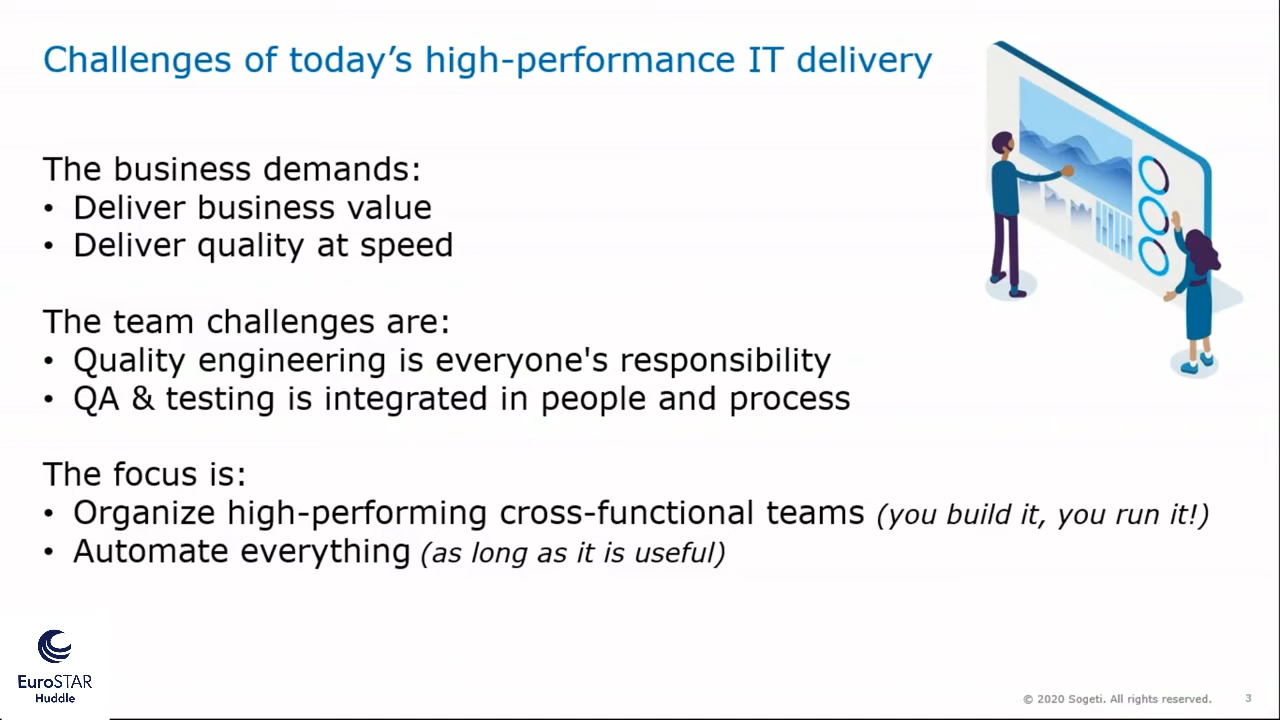 Challenges of today’s high-performance IT delivery
The business demands:
• Deliver business value
• Deliver quality at speed
The team challenges are:
• Quality engineering is everyone's responsibility
• QA & testing is integrated in people and process
The focus is:
• Organize high-performing cross-functional teams (you build it, you run it!)
• Automate everything (as long as it is useful)
EuroSTAR
Huddle
© 2020 Sogeti. All rights reserved. 3